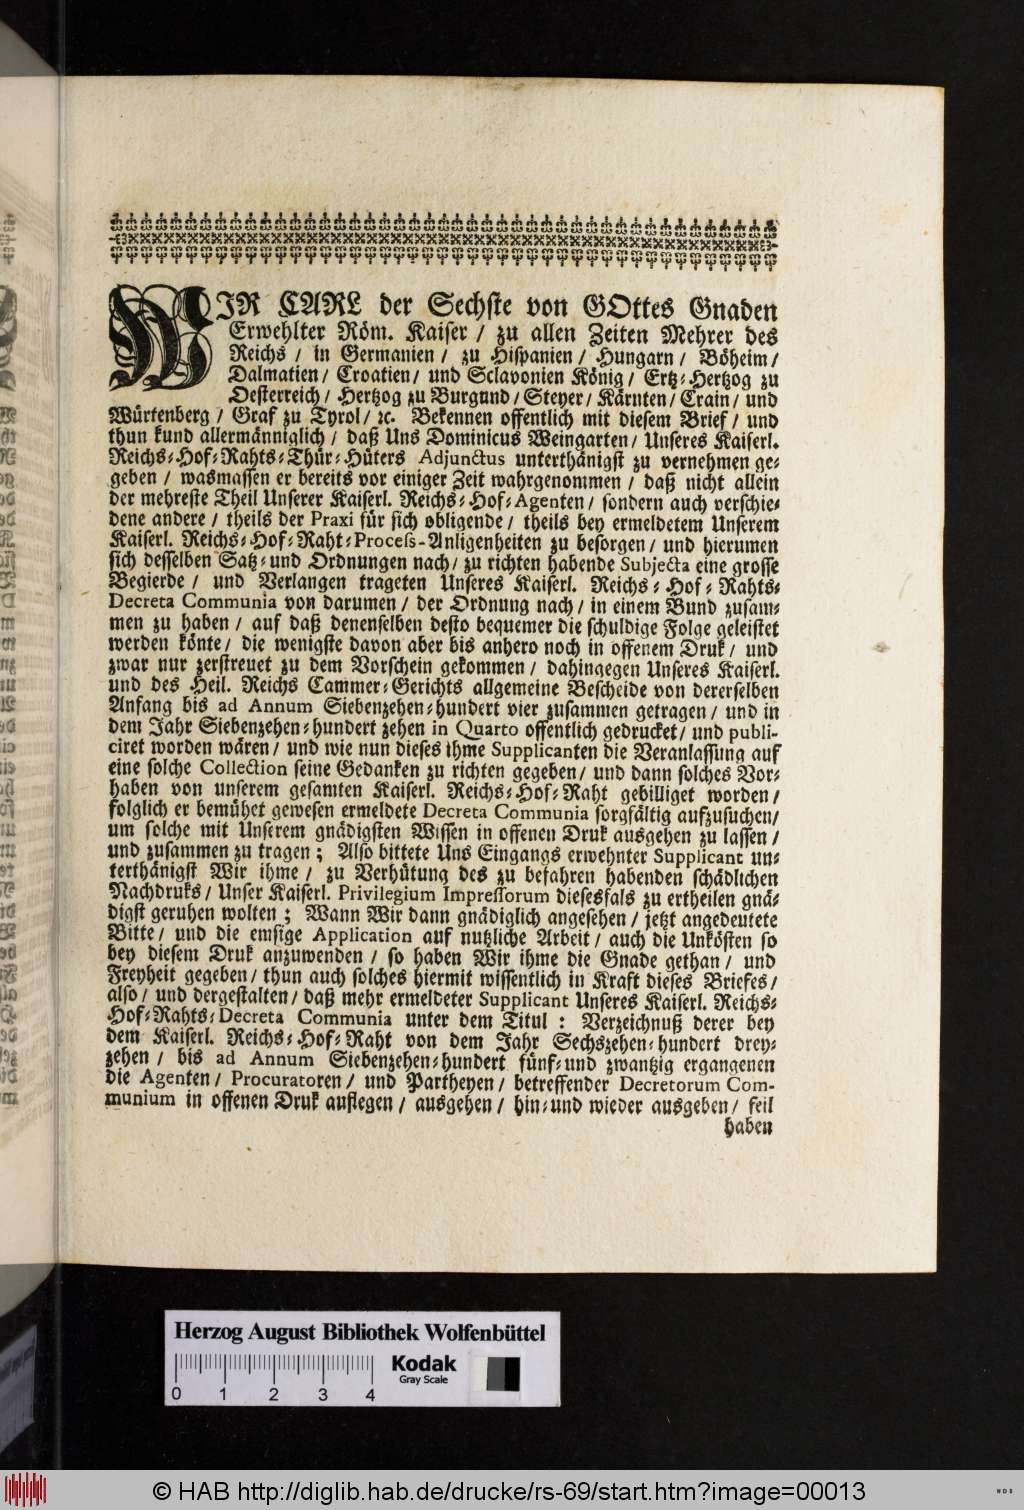 WIR CARL der Sechste von GOttes Gnaden
Erwehlter Röm. Kaiser / zu allen Zeiten Mehrer des
Reichs / in Germanien / zu Hispanien / Hungarn / Böheim /
Dalmatien / Croatien / und Sclavonien König / Ertz-Hertzog zu
Oesterreich / Hertzog zu Burgund / Steyer / Kärnten / Crain / und
Würtenberg / Graf zu Tyrol / ꝛc. Bekennen offentlich mit diesem Brief / und
thun kund allermänniglich / daß Uns Dominicus Weingarten / Unseres Kaiserl.
Reichs-Hof-Rahts-Thür-Hüters Adjunctus unterthänigst zu vernehmen ge-
geben / wasmassen er bereits vor einiger Zeit wahrgenommen / daß nicht allein
der mehreste Theil Unserer Kaiserl. Reichs-Hof-Agenten / sondern auch verschie-
dene andere / theils der Praxi für sich obligende / theils bey ermeldetem Unserem
Kaiserl. Reichs-Hof-Raht-Process-Anligenheiten zu besorgen / und hierumen
sich desselben Satz-und Ordnungen nach / zu richten habende Subjecta eine grosse
Begierde / und Verlangen trageten Unseres Kaiserl. Reichs-Hof-Rahts-
Decreta Communia von darumen / der Ordnung nach / in einem Bund zusam-
men zu haben / auf daß denenselben desto bequemer die schuldige Folge geleistet
werden könte / die wenigste davon aber bis anhero noch in offenem Druk / und
zwar nur zerstreuet zu dem Vorschein gekommen / dahingegen Unseres Kaiserl.
und des Heil. Reichs Cammer-Gerichts allgemeine Bescheide von dererselben
Anfang bis ad Annum Siebenzehen-hundert vier zusammen getragen / und in
dem Jahr Siebenzehen-hundert zehen in Quarto offentlich gedrucket / und publi-
ciret worden wären / und wie nun dieses ihme Supplicanten die Veranlassung auf
eine solche Collection seine Gedanken zu richten gegeben / und dann solches Vor-
haben von unserem gesamten Kaiserl. Reichs-Hof-Raht gebilliget worden /
folglich er bemühet gewesen ermeldete Decreta Communia sorgfältig aufzusuchen /
um solche mit Unserem gnädigsten Wissen in offenen Druk ausgehen zu lassen /
und zusammen zu tragen ; Also bittete Uns Eingangs erwehnter Supplicant un-
terthänigst Wir ihme / zu Verhütung des zu befahren habenden schädlichen
Nachdruks / Unser Kaiserl. Privilegium Impressorum diesesfals zu ertheilen gnä-
digst geruhen wolten ; Wann Wir dann gnädiglich angesehen / jetzt angedeutete
Bitte / und die emsige Application auf nutzliche Arbeit / auch die Unkösten so
bey diesem Druk anzuwenden / so haben Wir ihme die Gnade gethan / und
Freyheit gegeben / thun auch solches hiermit wissentlich in Kraft dieses Briefes /
also / und dergestalten / daß mehr ermeldeter Supplicant Unseres Kaiserl. Reichs-
Hof-Rahts-Decreta Communia unter dem Titul : Verzeichnuß derer bey
dem Kaiserl. Reichs-Hof-Raht von dem Jahr Sechszehen-hundert drey-
zehen / bis ad Annum Siebenzehen-hundert fünf-und zwantzig ergangenen
die Agenten / Procuratoren / und Partheyen / betreffender Decretorum Com-
munium in offenen Druk auflegen / ausgehen / hin-und wieder ausgeben / feil
haben
Herzog August Bibliothek Wolfenbüttel
Kodak
Gray Scale
0 1 2 3 4
© HAB http://diglib.hab.de/drucke/rs-69/start.htm?image=00013